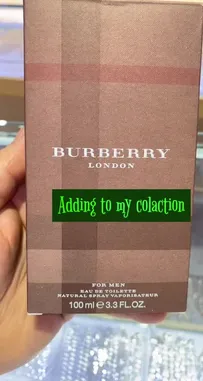 BURBERRY
LONDON
Adding to my colaction
FOR MEN
EAU DE TOILETTE
NATURAL SPRAY VAPORISATEUR
100 ml e 3.3 FL.OZ.